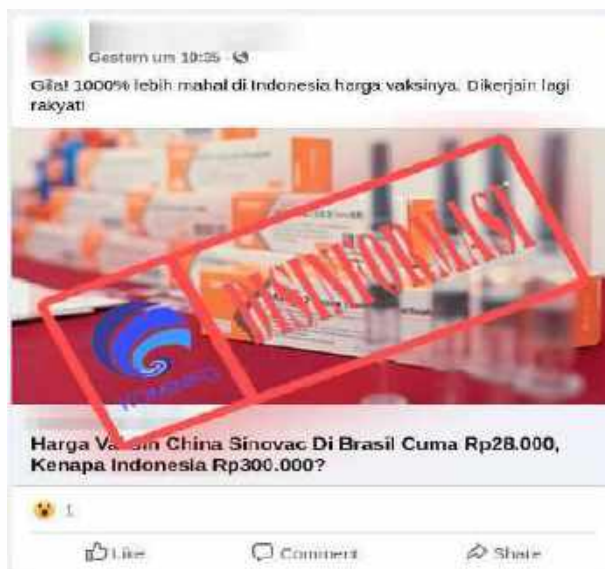 Gestern um 10:35
Gila! 1000% lebih mahal di Indonesia harga vaksinya. Dikerjain lagi
rakyat!
DISINFORMASI
KOMINFO
Harga Vaksin China Sinovac Di Brasil Cuma Rp28.000,
Kenapa Indonesia Rp300.000?
1
Like
Comment
Share